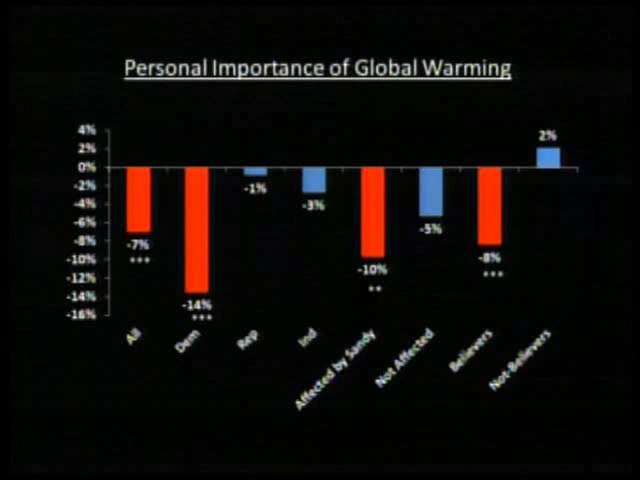 Personal Importance of Global Warming
4%
2%
0%
-2%
-4%
-6%
-8%
-10%
-12%
-14%
-16%
-7%
***
-14%
***
-1%
-3%
-10%
**
-5%
-8%
***
2%
All
Dem
Rep
Ind
Affected by Sandy
Not Affected
Believers
Not-Believers